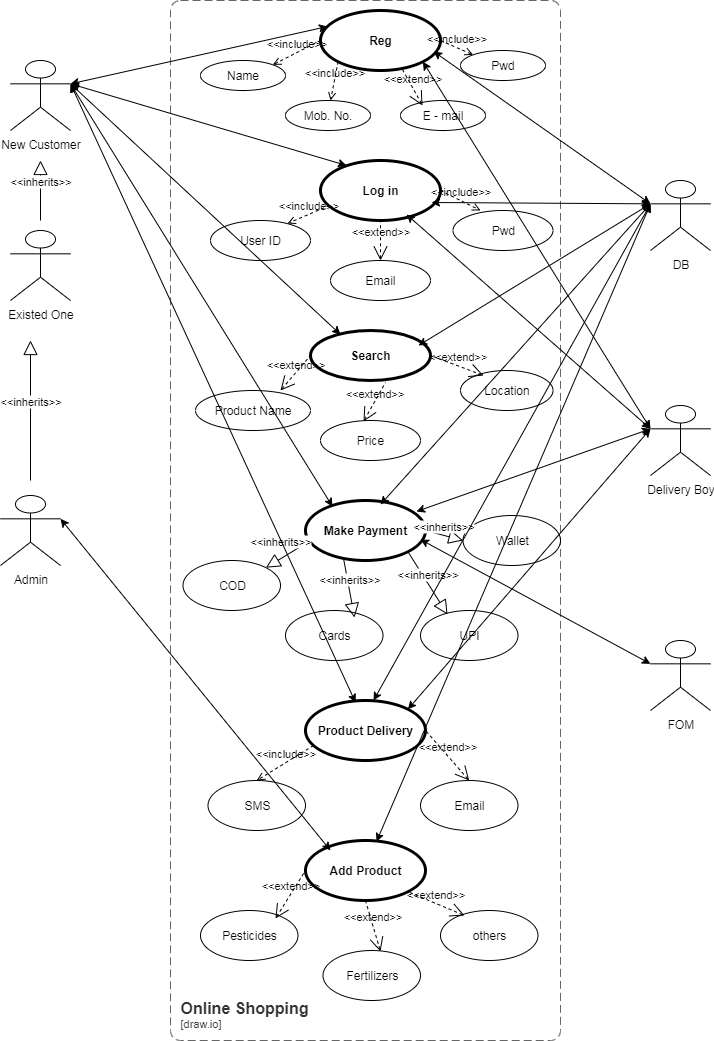 Reg
<<include>>
<<include>>
Name
Pwd
<<include>>
<<extend>>
Mob. No.
E - mail
New Customer
<<inherits>>
Log in
<<include>>
<<include>>
User ID
Pwd
<<extend>>
Email
DB
Existed One
Search
<<extend>>
<<extend>>
Product Name
Location
<<extend>>
Price
<<inherits>>
Delivery Boy
Make Payment
<<inherits>>
Wallet
<<inherits>>
COD
<<inherits>>
<<inherits>>
Cards
UPI
Admin
FOM
Product Delivery
<<include>>
<<extend>>
SMS
Email
Add Product
<<extend>>
<<extend>>
<<extend>>
Pesticides
others
Fertilizers
Online Shopping
[draw.io]